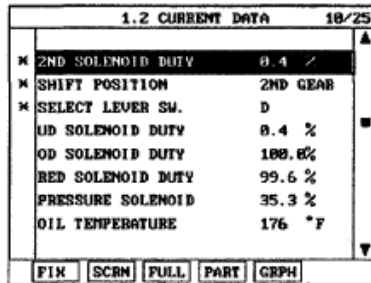 1.2 CURRENT DATA 10/25
* 2ND SOLENOID DUTY 0.4 %
* SHIFT POSITION 2ND GEAR
* SELECT LEVER SW. D
UD SOLENOID DUTY 0.4 %
OD SOLENOID DUTY 100.0%
RED SOLENOID DUTY 99.6 %
PRESSURE SOLENOID 35.3 %
OIL TEMPERATURE 176 °F
FIX SCRN FULL PART GRPH